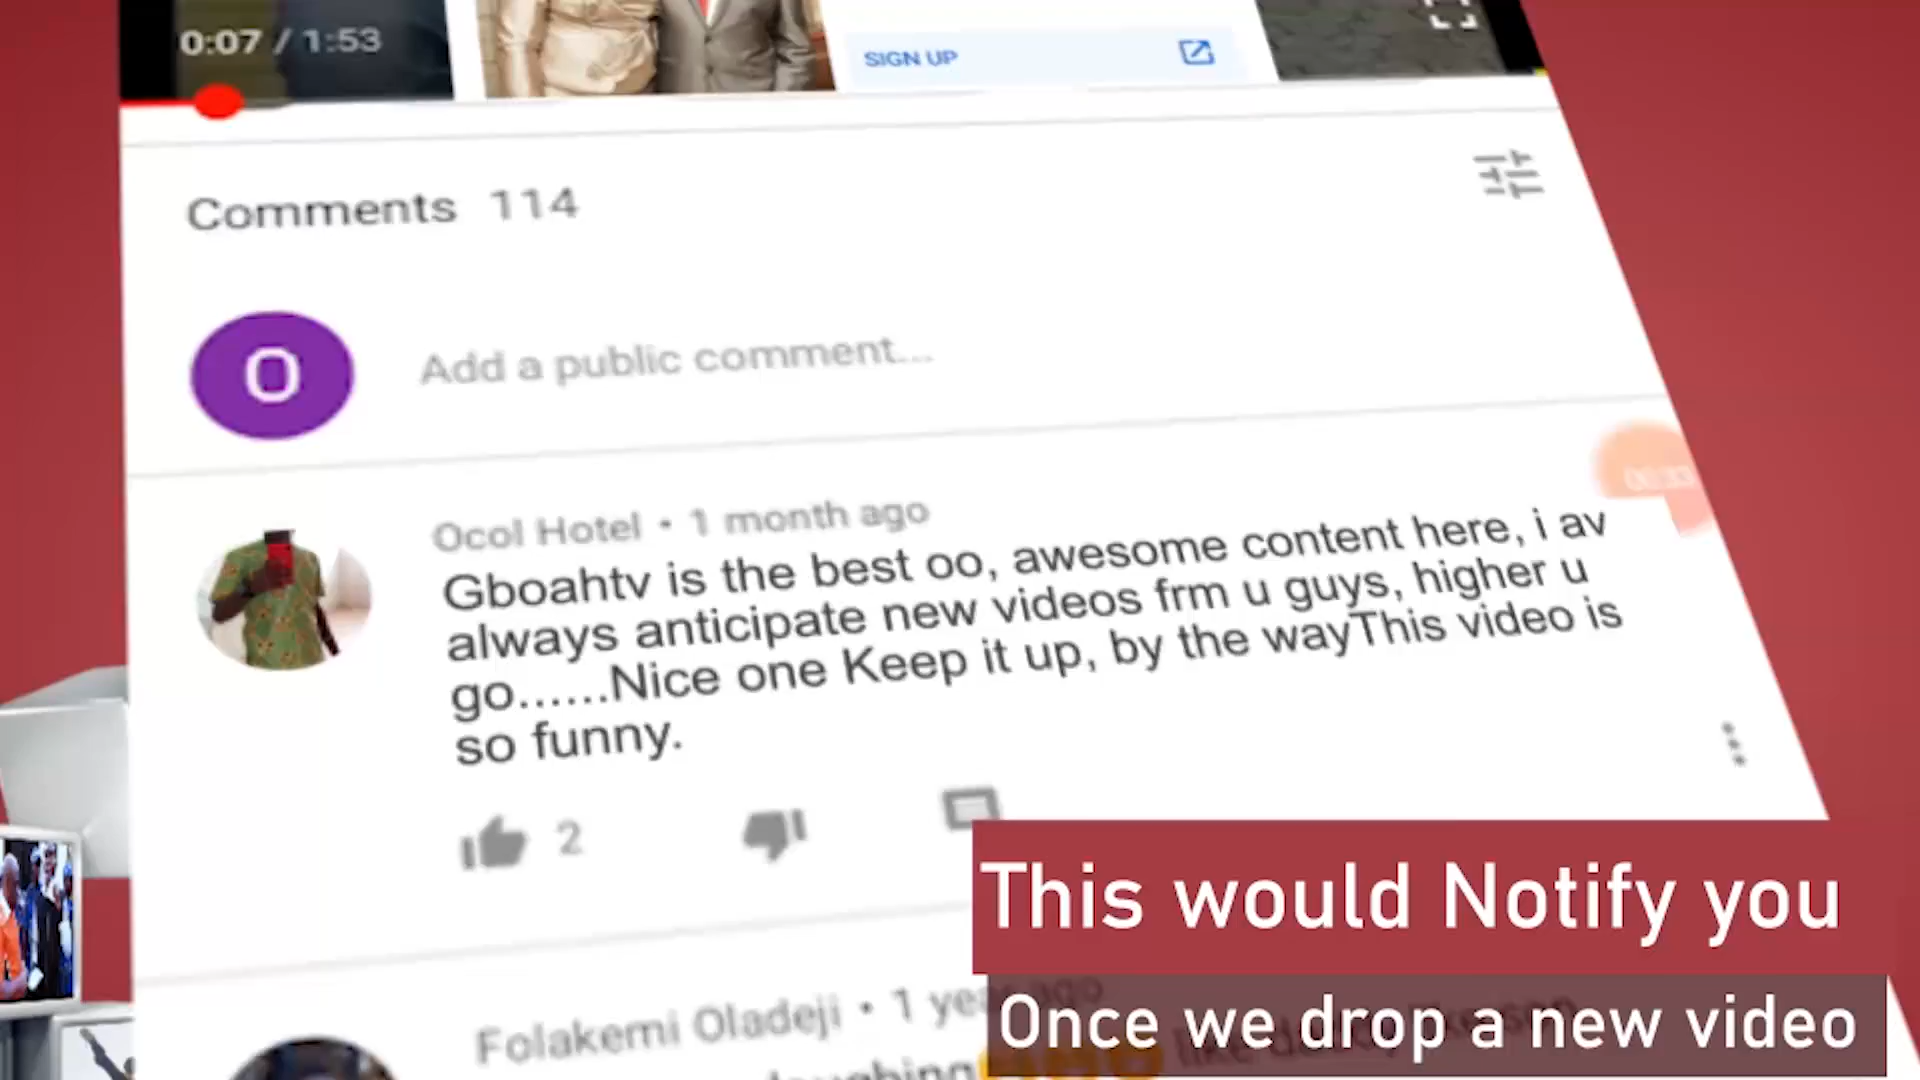 0:07 / 1:53
SIGN UP
Comments 114
O
Add a public comment...
Ocol Hotel • 1 month ago
Gboahtv is the best oo, awesome content here, i av
always anticipate new videos frm u guys, higher u
go......Nice one Keep it up, by the wayThis video is
so funny.
2
This would Notify you
Folakemi Oladeji • 1 year ago
Once we drop a new video